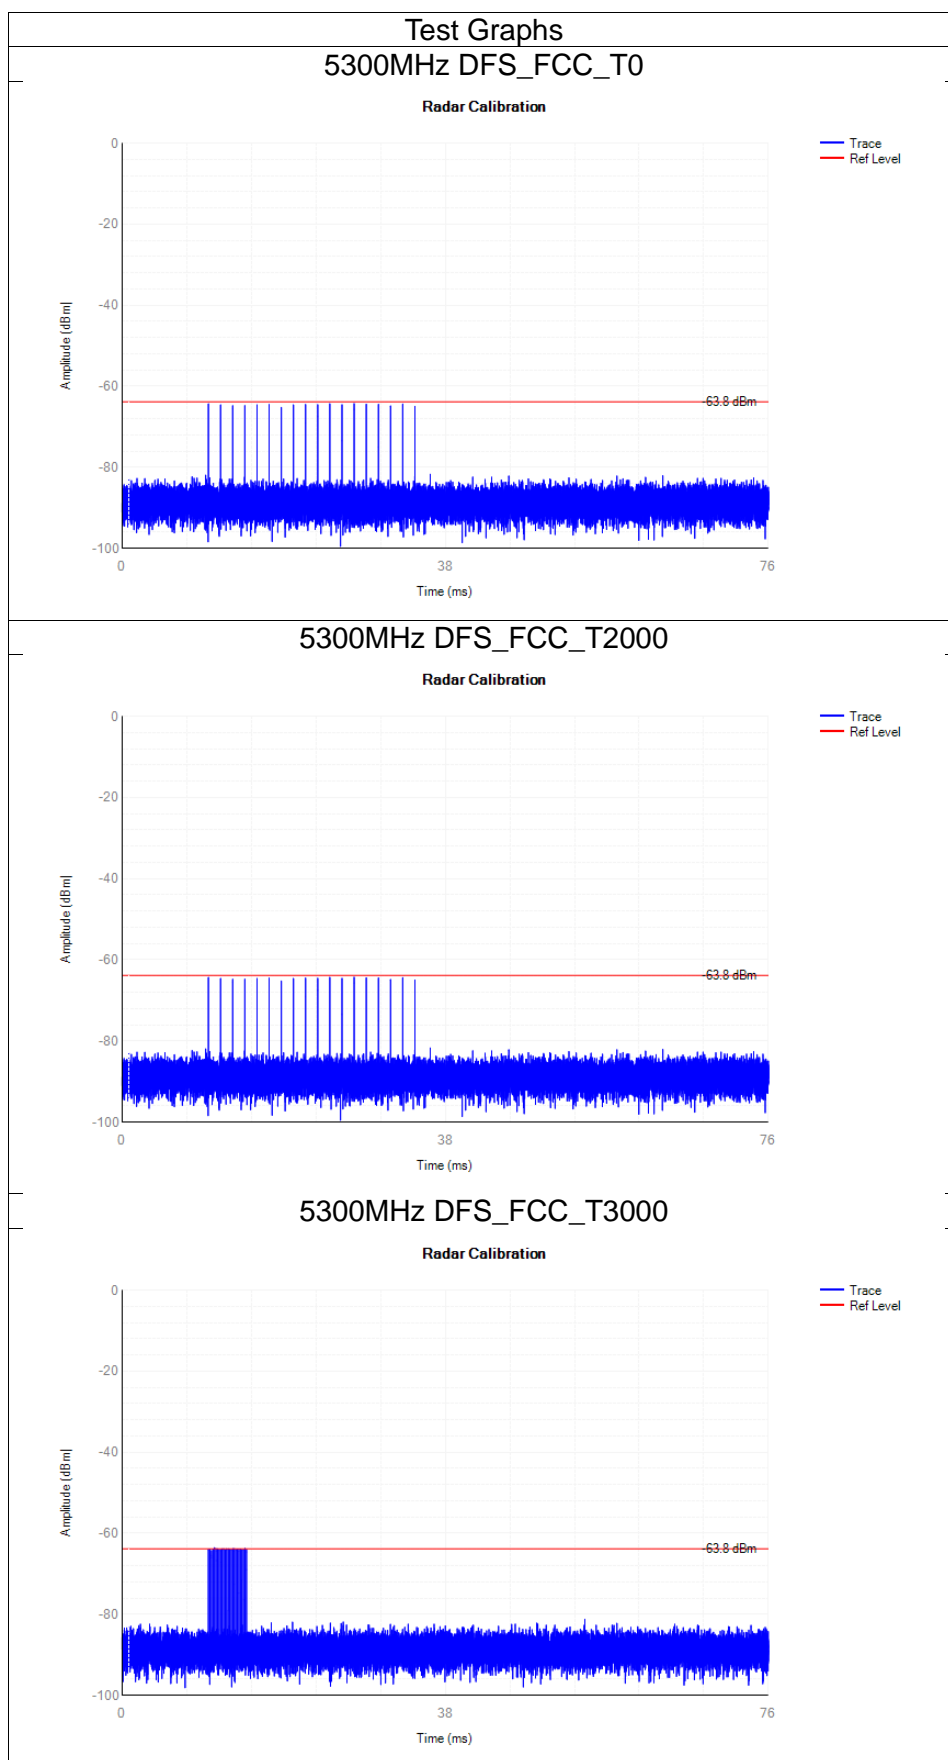 Test Graphs
5300MHz DFS_FCC_T0
Radar Calibration
Trace
Ref Level
0
-20
-40
-60
-80
-100
Amplitude [dBm]
-63.8 dBm
0 38 76
Time (ms)
5300MHz DFS_FCC_T2000
Radar Calibration
Trace
Ref Level
0
-20
-40
-60
-80
-100
Amplitude [dBm]
-63.8 dBm
0 38 76
Time (ms)
5300MHz DFS_FCC_T3000
Radar Calibration
Trace
Ref Level
0
-20
-40
-60
-80
-100
Amplitude [dBm]
-63.8 dBm
0 38 76
Time (ms)